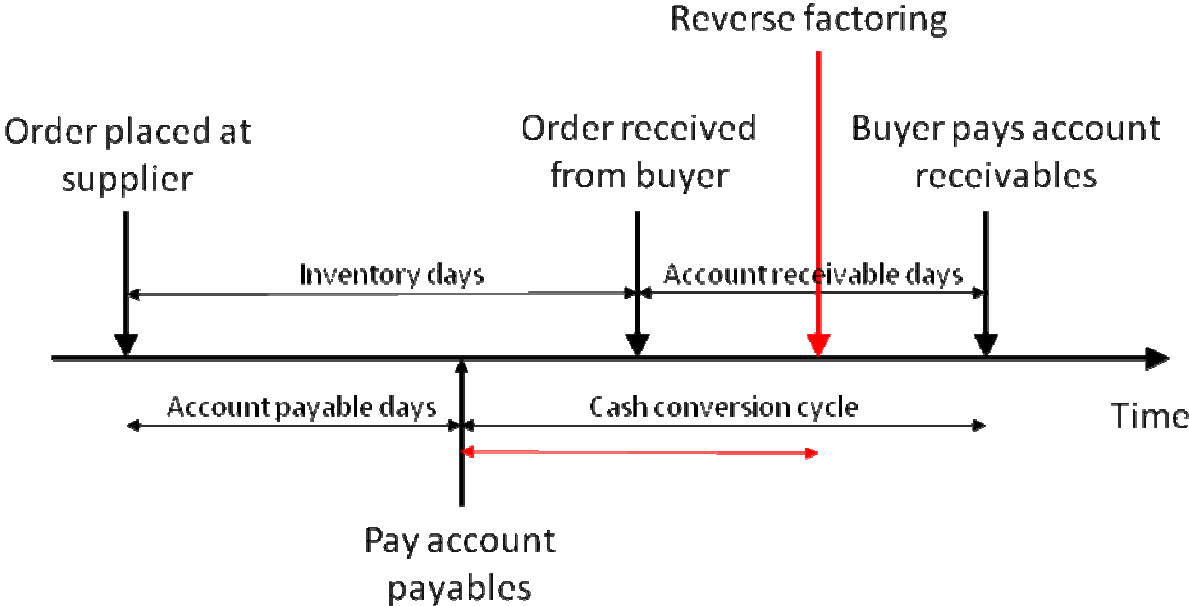 Reverse factoring
Order placed at
supplier
Order received
from buyer
Buyer pays account
receivables
Inventory days
Account receivable days
Account payable days
Cash conversion cycle
Time
Pay account
payables